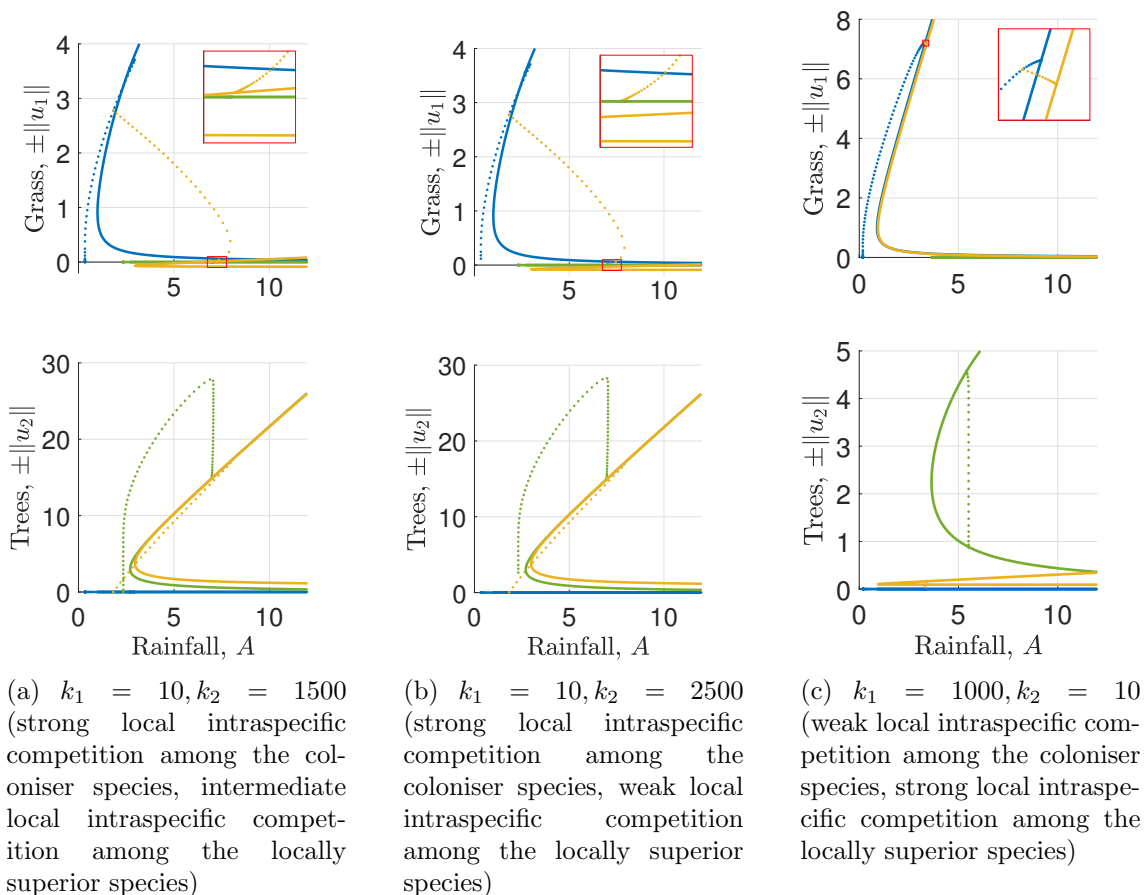 4
3
2
1
0
5
10
Grass, ±||u₁||
4
3
2
1
0
5
10
Grass, ±||u₁||
8
6
4
2
0
5
10
Grass, ±||u₁||
30
20
10
0
0
5
10
Trees, ±||u₂||
Rainfall, A
30
20
10
0
0
5
10
Trees, ±||u₂||
Rainfall, A
5
4
3
2
1
0
0
5
10
Trees, ±||u₂||
Rainfall, A
(a) k₁ = 10, k₂ = 1500
(strong local intraspecific
competition among the col-
oniser species, intermediate
local intraspecific compet-
ition among the locally
superior species)
(b) k₁ = 10, k₂ = 2500
(strong local intraspecific
competition among the
coloniser species, weak local
intraspecific competition
among the locally superior
species)
(c) k₁ = 1000, k₂ = 10
(weak local intraspecific com-
petition among the coloniser
species, strong local intraspe-
cific competition among the
locally superior species)